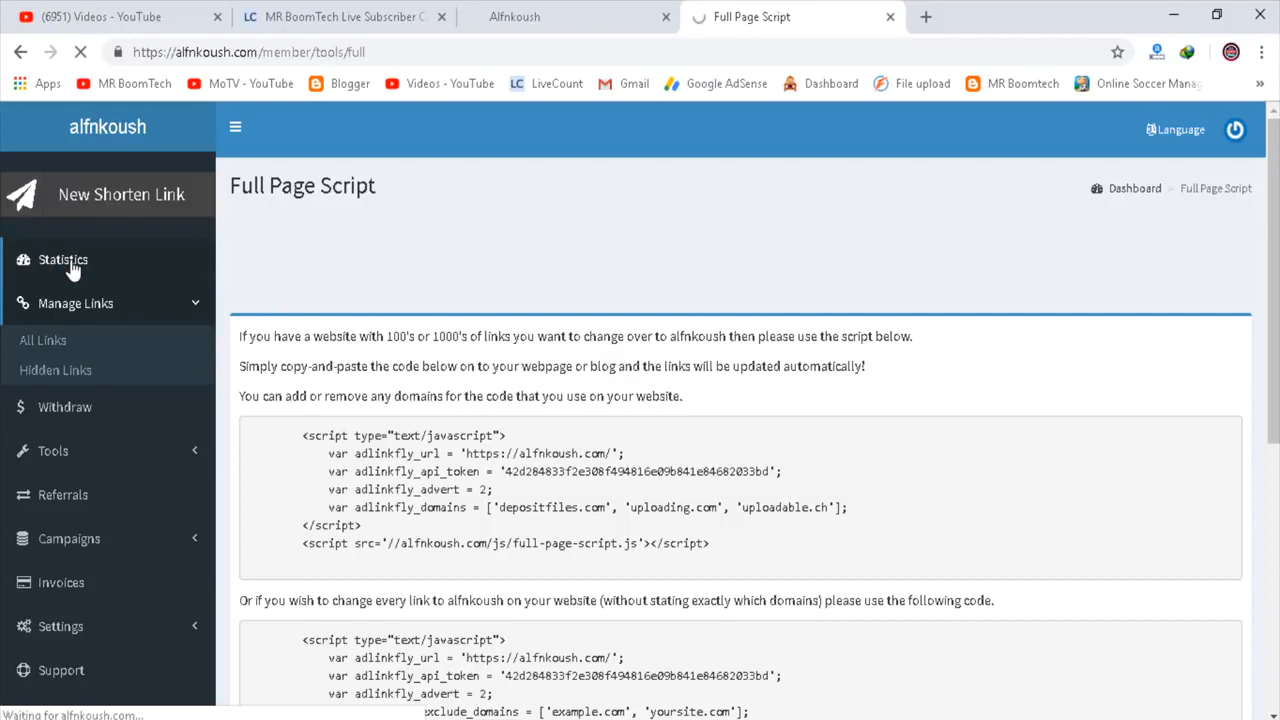 (6951) Videos - YouTube
MR BoomTech Live Subscriber C
Alfnkoush
Full Page Script
https://alfnkoush.com/member/tools/full
Apps
MR BoomTech
MoTV - YouTube
Blogger
Videos - YouTube
LC
LiveCount
Gmail
Google AdSense
Dashboard
File upload
MR Boomtech
Online Soccer Manag
»
alfnkoush
Language
New Shorten Link
Full Page Script
Dashboard
Full Page Script
Statistics
Manage Links
All Links
Hidden Links
Withdraw
Tools
Referrals
Campaigns
Invoices
Settings
Support
If you have a website with 100's or 1000's of links you want to change over to alfnkoush then please use the script below.
Simply copy-and-paste the code below on to your webpage or blog and the links will be updated automatically!
You can add or remove any domains for the code that you use on your website.
<script type="text/javascript">
var adlinkfly_url = 'https://alfnkoush.com/';
var adlinkfly_api_token = '42d284833f2e308f494816e09b841e84682033bd';
var adlinkfly_advert = 2;
var adlinkfly_domains = ['depositfiles.com', 'uploading.com', 'uploadable.ch'];
</script>
<script src='//alfnkoush.com/js/full-page-script.js'></script>
Or if you wish to change every link to alfnkoush on your website (without stating exactly which domains) please use the following code.
<script type="text/javascript">
var adlinkfly_url = 'https://alfnkoush.com/';
var adlinkfly_api_token = '42d284833f2e308f494816e09b841e84682033bd';
var adlinkfly_advert = 2;
exclude_domains = ['example.com', 'yoursite.com'];
Waiting for alfnkoush.com...